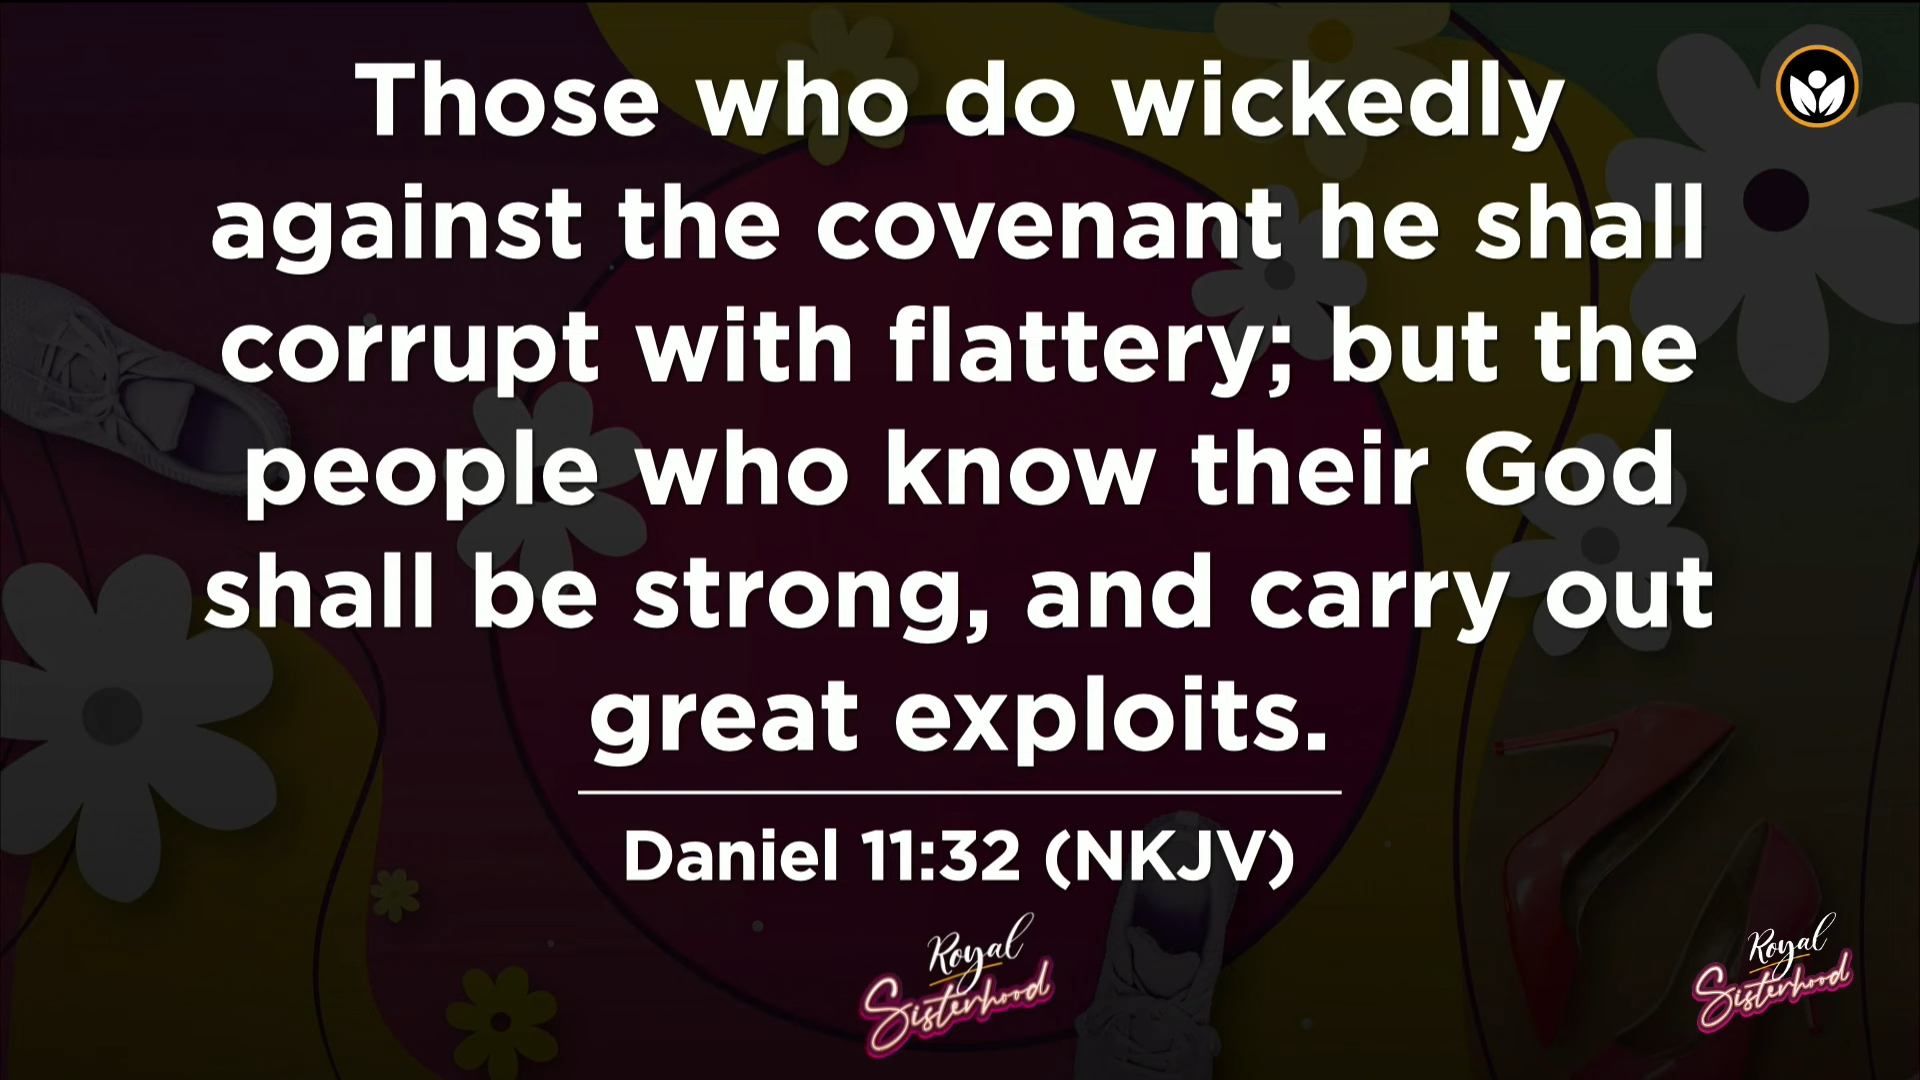 Those who do wickedly
against the covenant he shall
corrupt with flattery; but the
people who know their God
shall be strong, and carry out
great exploits.
Daniel 11:32 (NKJV)
Royal
Sisterhood
Royal
Sisterhood